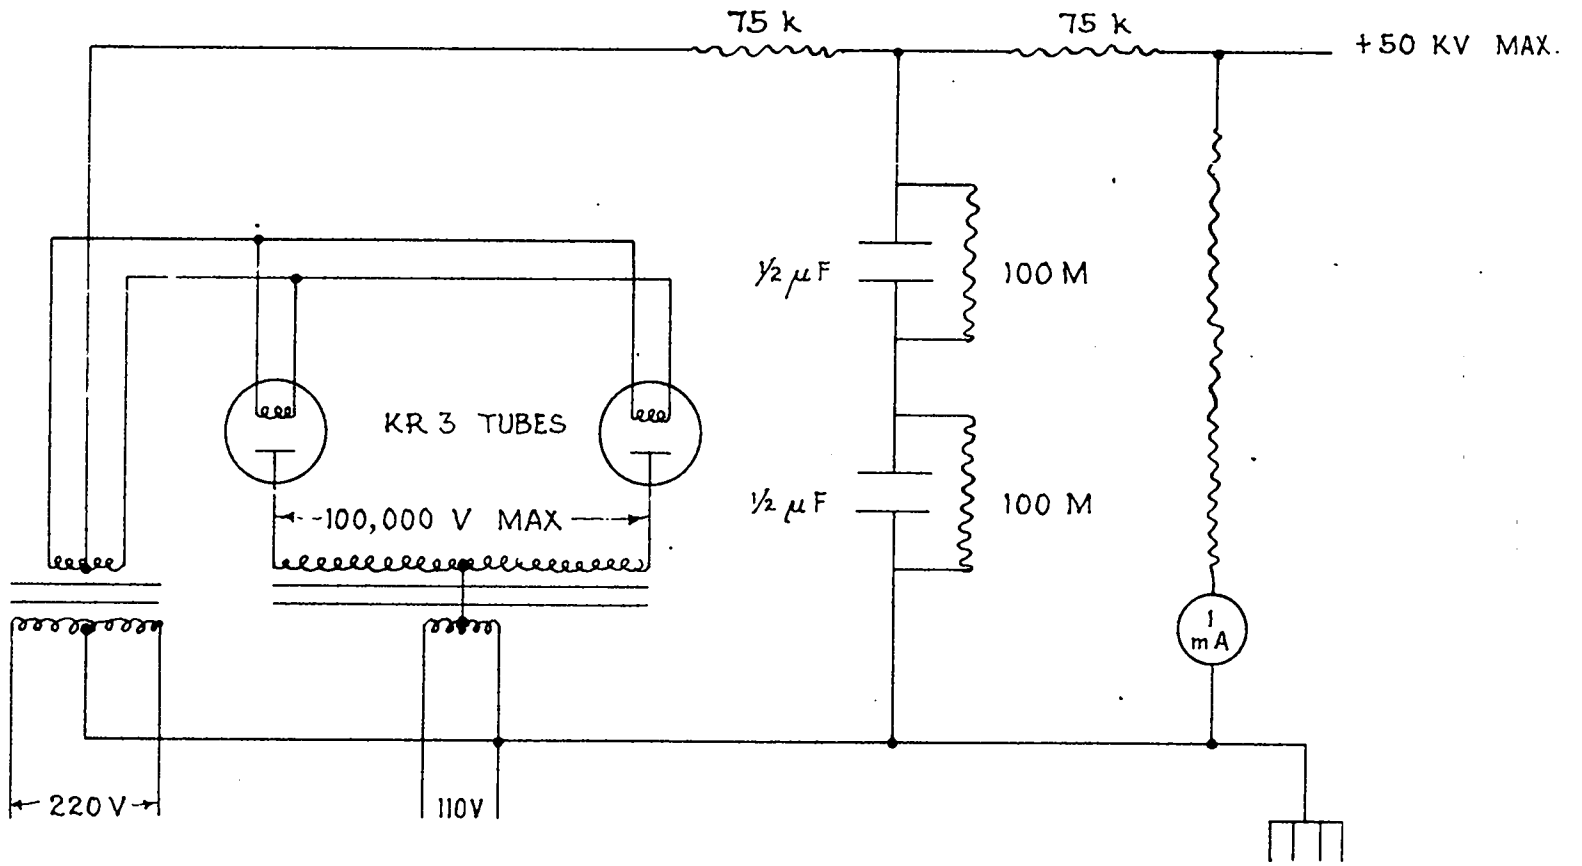 75 k
75 k
+50 KV MAX.
½ µF
100 M
KR 3 TUBES
½ µF
100 M
100,000 V MAX
1
mA
220 V
110V